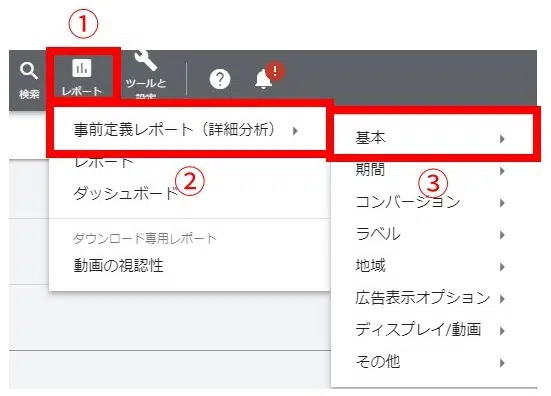 ①
検索
レポート
ツールと
設定
!
事前定義レポート（詳細分析）
レポート
②
ダッシュボード
ダウンロード専用レポート
動画の視認性
基本
期間
③
コンバージョン
ラベル
地域
広告表示オプション
ディスプレイ/動画
その他